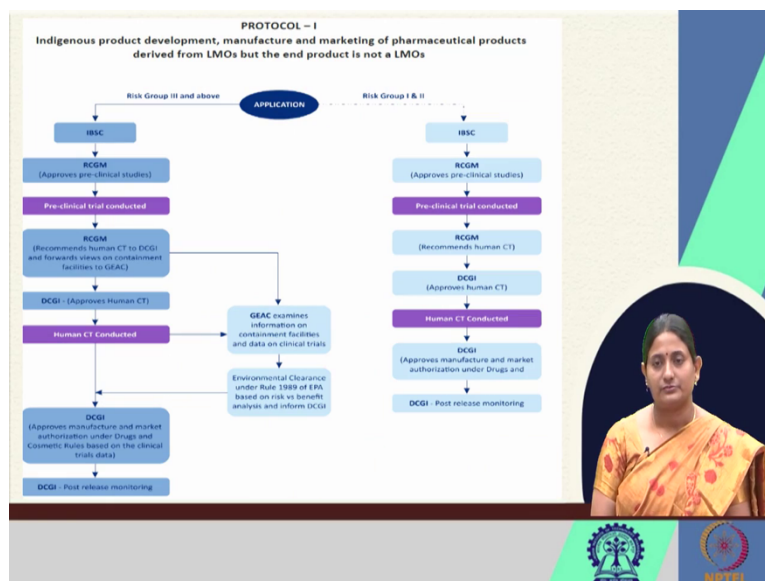 PROTOCOL – I
Indigenous product development, manufacture and marketing of pharmaceutical products
derived from LMOs but the end product is not a LMOs
Risk Group III and above
APPLICATION
Risk Group I & II
IBSC
RCGM
(Approves pre-clinical studies)
Pre-clinical trial conducted
RCGM
(Recommends human CT to DCGI
and forwards views on containment
facilities to GEAC)
DCGI - (Approves Human CT)
Human CT Conducted
GEAC examines
information on
containment facilities
and data on clinical trials
Environmental Clearance
under Rule 1989 of EPA
based on risk vs benefit
analysis and inform DCGI
DCGI
(Approves manufacture and market
authorization under Drugs and
Cosmetic Rules based on the clinical
trials data)
DCGI - Post release monitoring
IBSC
RCGM
(Approves pre-clinical studies)
Pre-clinical trial conducted
RCGM
(Recommends human CT)
DCGI
(Approves human CT)
Human CT Conducted
DCGI
(Approves manufacture and market
authorization under Drugs and
DCGI - Post release monitoring
NPTEL